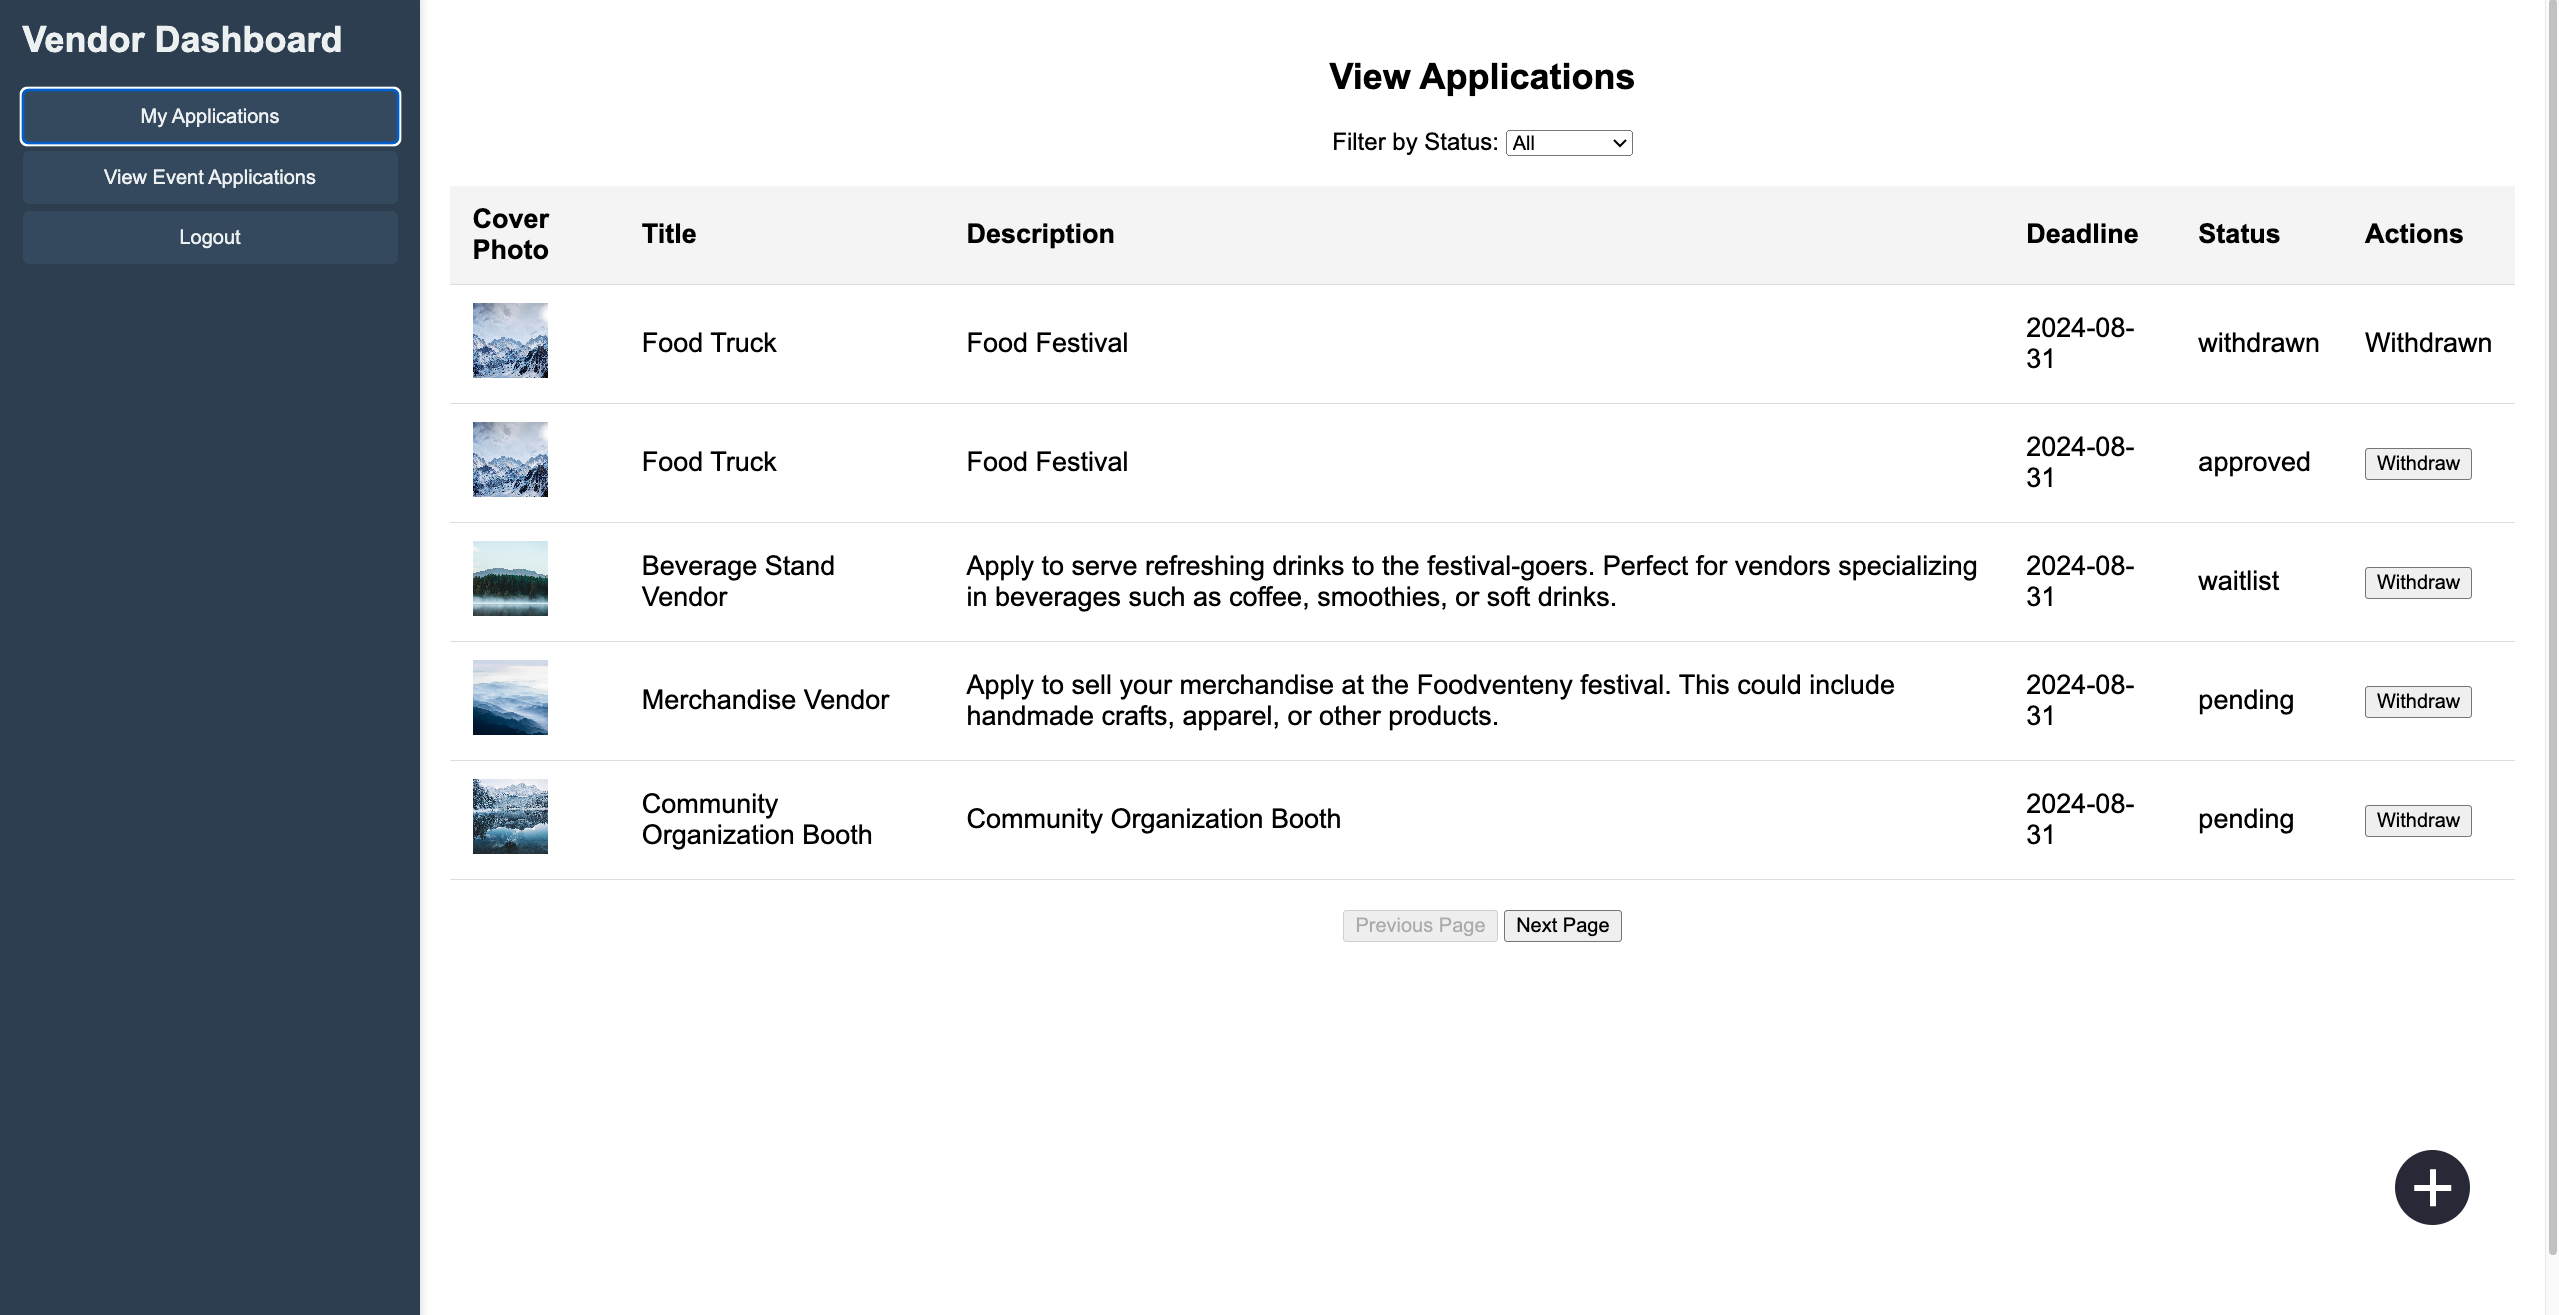 Vendor Dashboard
My Applications
View Event Applications
Logout
View Applications
Filter by Status: All
Cover
Photo
Title
Description
Deadline
Status
Actions
Food Truck
Food Festival
2024-08-
31
withdrawn
Withdrawn
Food Truck
Food Festival
2024-08-
31
approved
Withdraw
Beverage Stand
Vendor
Apply to serve refreshing drinks to the festival-goers. Perfect for vendors specializing
in beverages such as coffee, smoothies, or soft drinks.
2024-08-
31
waitlist
Withdraw
Merchandise Vendor
Apply to sell your merchandise at the Foodventeny festival. This could include
handmade crafts, apparel, or other products.
2024-08-
31
pending
Withdraw
Community
Organization Booth
Community Organization Booth
2024-08-
31
pending
Withdraw
Previous Page
Next Page